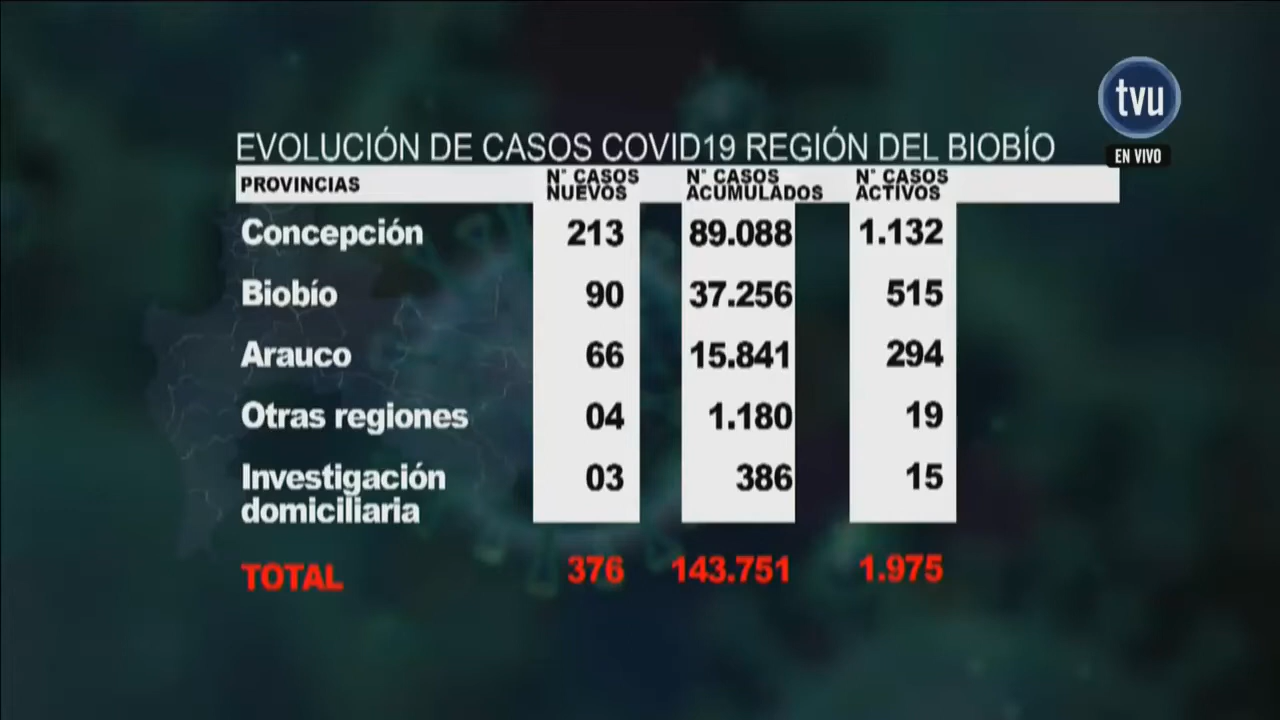 tvu
EN VIVO
EVOLUCIÓN DE CASOS COVID19 REGIÓN DEL BIOBÍO
PROVINCIAS N° CASOS NUEVOS N° CASOS ACUMULADOS N° CASOS ACTIVOS
Concepción 213 89.088 1.132
Biobío 90 37.256 515
Arauco 66 15.841 294
Otras regiones 04 1.180 19
Investigación domiciliaria 03 386 15
TOTAL 376 143.751 1.975